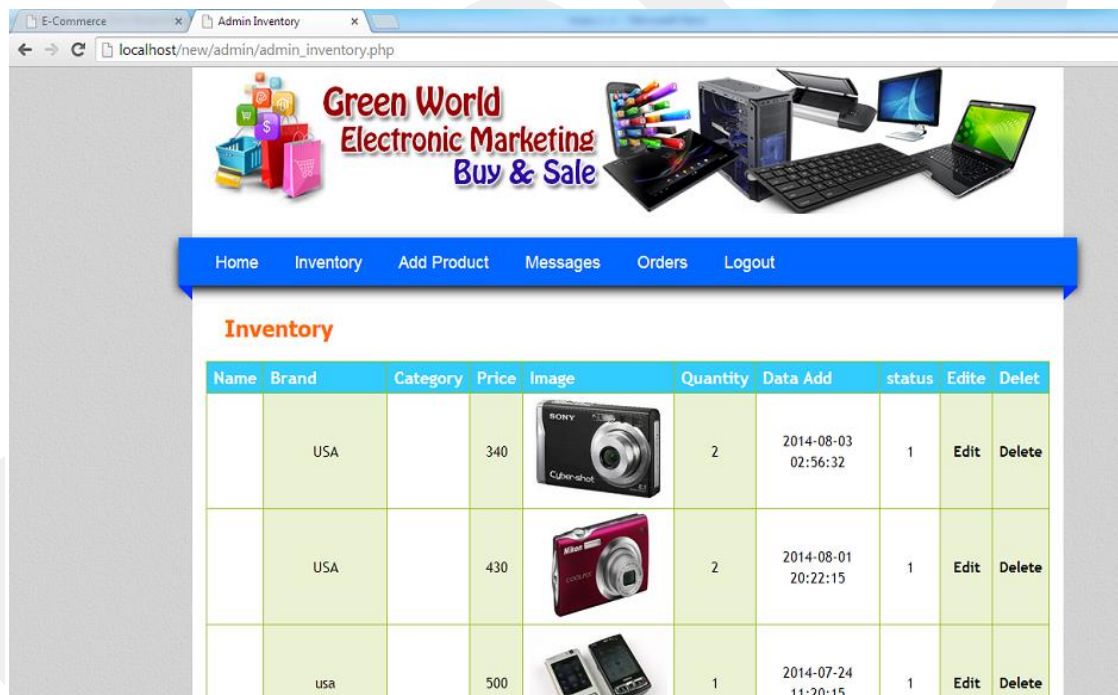 E-Commerce
Admin Inventory
localhost/new/admin/admin_inventory.php
Green World
Electronic Marketing
Buy & Sale
Home Inventory Add Product Messages Orders Logout
Inventory
Name Brand Category Price Image Quantity Data Add status Edite Delet
SONY
Cyber-shot
USA 340 2 2014-08-03 02:56:32 1 Edit Delete
Nikon
COOLPIX
USA 430 2 2014-08-01 20:22:15 1 Edit Delete
usa 500 1 2014-07-24 11:20:15 1 Edit Delete